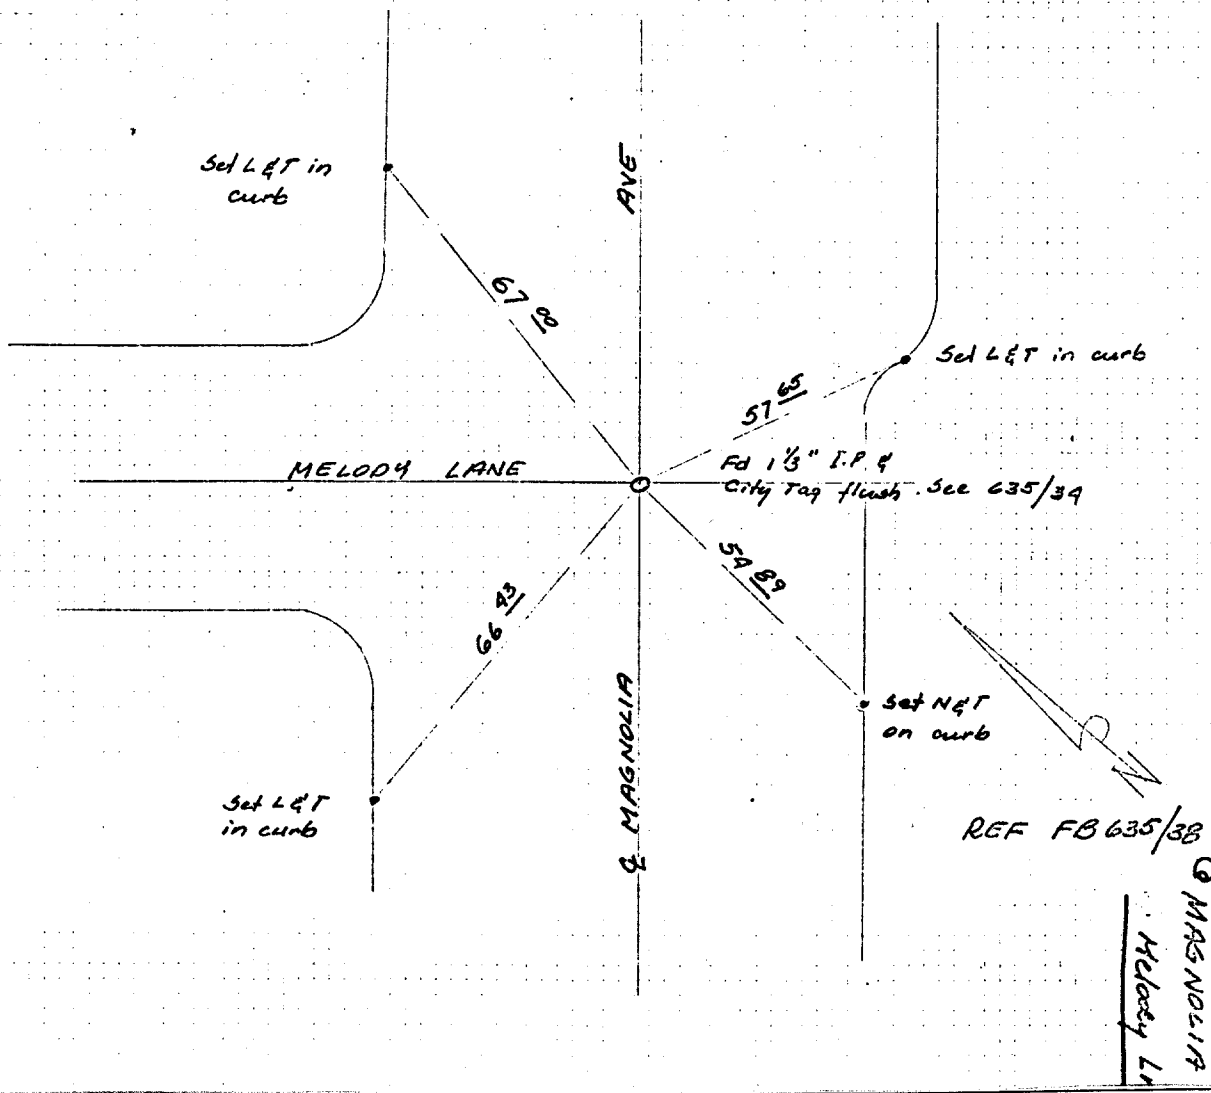 Set L&T in
curb
AVE
67 00
Set L&T in curb
57 65
MELODY LANE
Fd 1 1/3" I.P. &
City Tag flush. See 635/34
54 89
66 43
℄ MAGNOLIA
Set N&T
on curb
Set L&T
in curb
N
REF FB 635/38
@ MAGNOLIA
Melody Ln